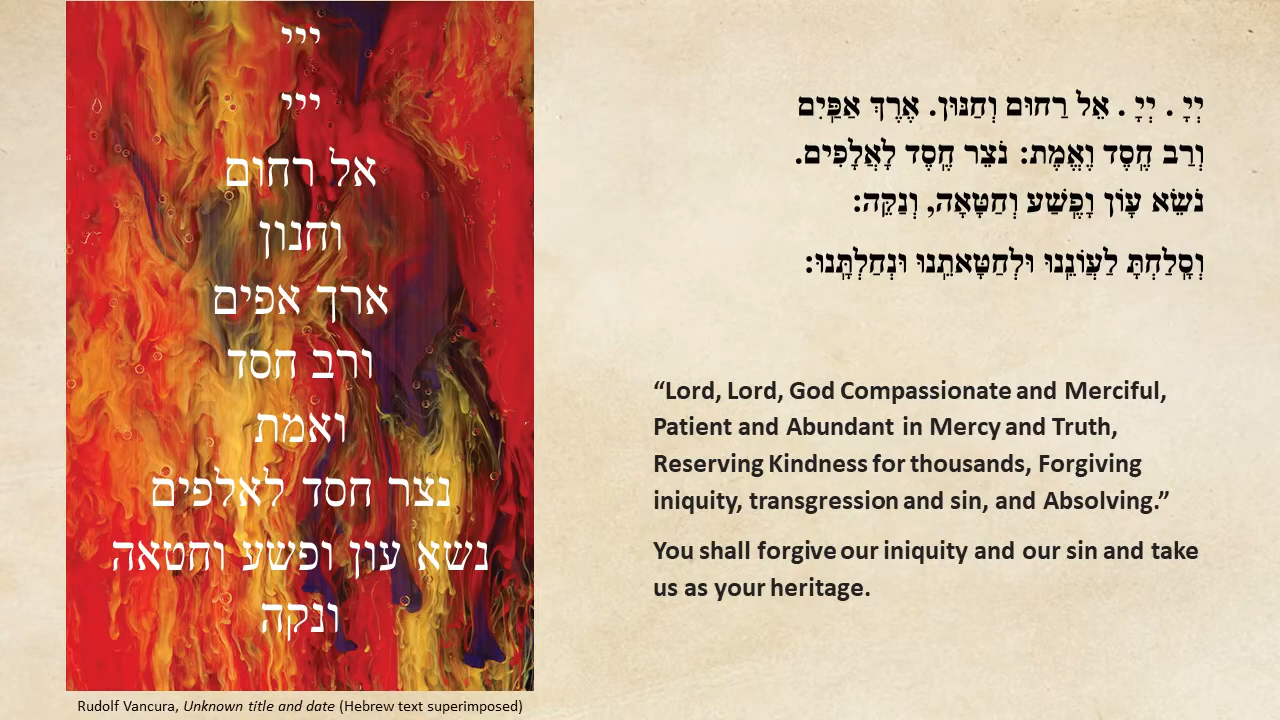 ייי
ייי
אל רחום
וחנון
ארך אפים
ורב חסד
ואמת
נצר חסד לאלפים
נשא עון ופשע וחטאה
ונקה
Rudolf Vancura, Unknown title and date (Hebrew text superimposed)
יְיָ . יְיָ . אֵל רַחוּם וְחַנּוּן. אֶרֶךְ אַפַּֽיִם
וְרַב חֶֽסֶד וֶאֱמֶת: נֹצֵר חֶֽסֶד לָאֲלָפִים.
נֹשֵׂא עָוֹן וָפֶֽשַׁע וְחַטָּאָה, וְנַקֵּה:
וְסָֽלַחְתָּ לַעֲוֹנֵֽנוּ וּלְחַטָּאתֵֽנוּ וּנְחַלְתָּֽנוּ:
“Lord, Lord, God Compassionate and Merciful,
Patient and Abundant in Mercy and Truth,
Reserving Kindness for thousands, Forgiving
iniquity, transgression and sin, and Absolving.”
You shall forgive our iniquity and our sin and take
us as your heritage.